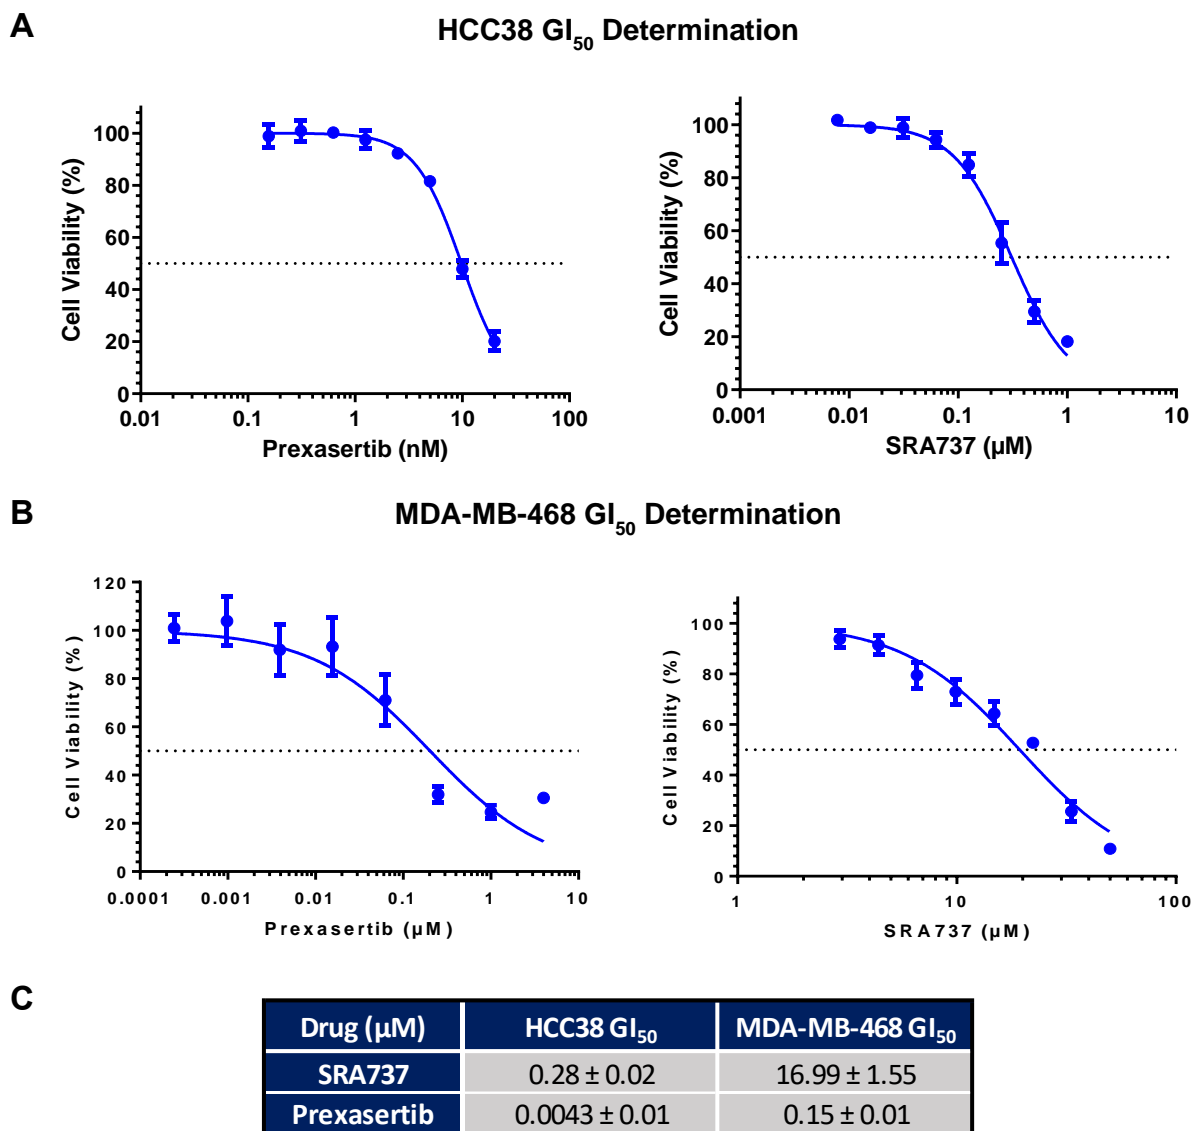 A
HCC38 GI50 Determination
Cell Viability (%)
100
80
60
40
20
0
0.01 0.1 1 10 100
Prexasertib (nM)
Cell Viability (%)
100
80
60
40
20
0
0.001 0.01 0.1 1 10
SRA737 (µM)
B
MDA-MB-468 GI50 Determination
Cell Viability (%)
120
100
80
60
40
20
0
0.0001 0.001 0.01 0.1 1 10
Prexasertib (µM)
Cell Viability (%)
100
80
60
40
20
0
1 10 100
SRA737 (µM)
C
Drug (µM) HCC38 GI50 MDA-MB-468 GI50
SRA737 0.28 ± 0.02 16.99 ± 1.55
Prexasertib 0.0043 ± 0.01 0.15 ± 0.01